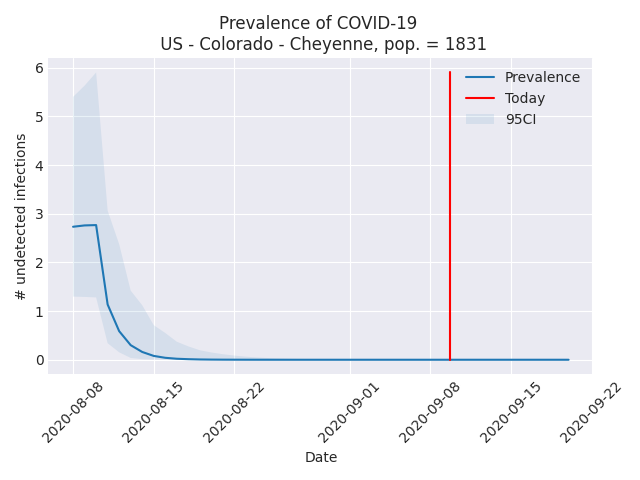 Prevalence of COVID-19
US - Colorado - Cheyenne, pop. = 1831
6
5
4
3
2
1
0
# undetected infections
Prevalence
Today
95CI
2020-08-08
2020-08-15
2020-08-22
2020-09-01
2020-09-08
2020-09-15
2020-09-22
Date